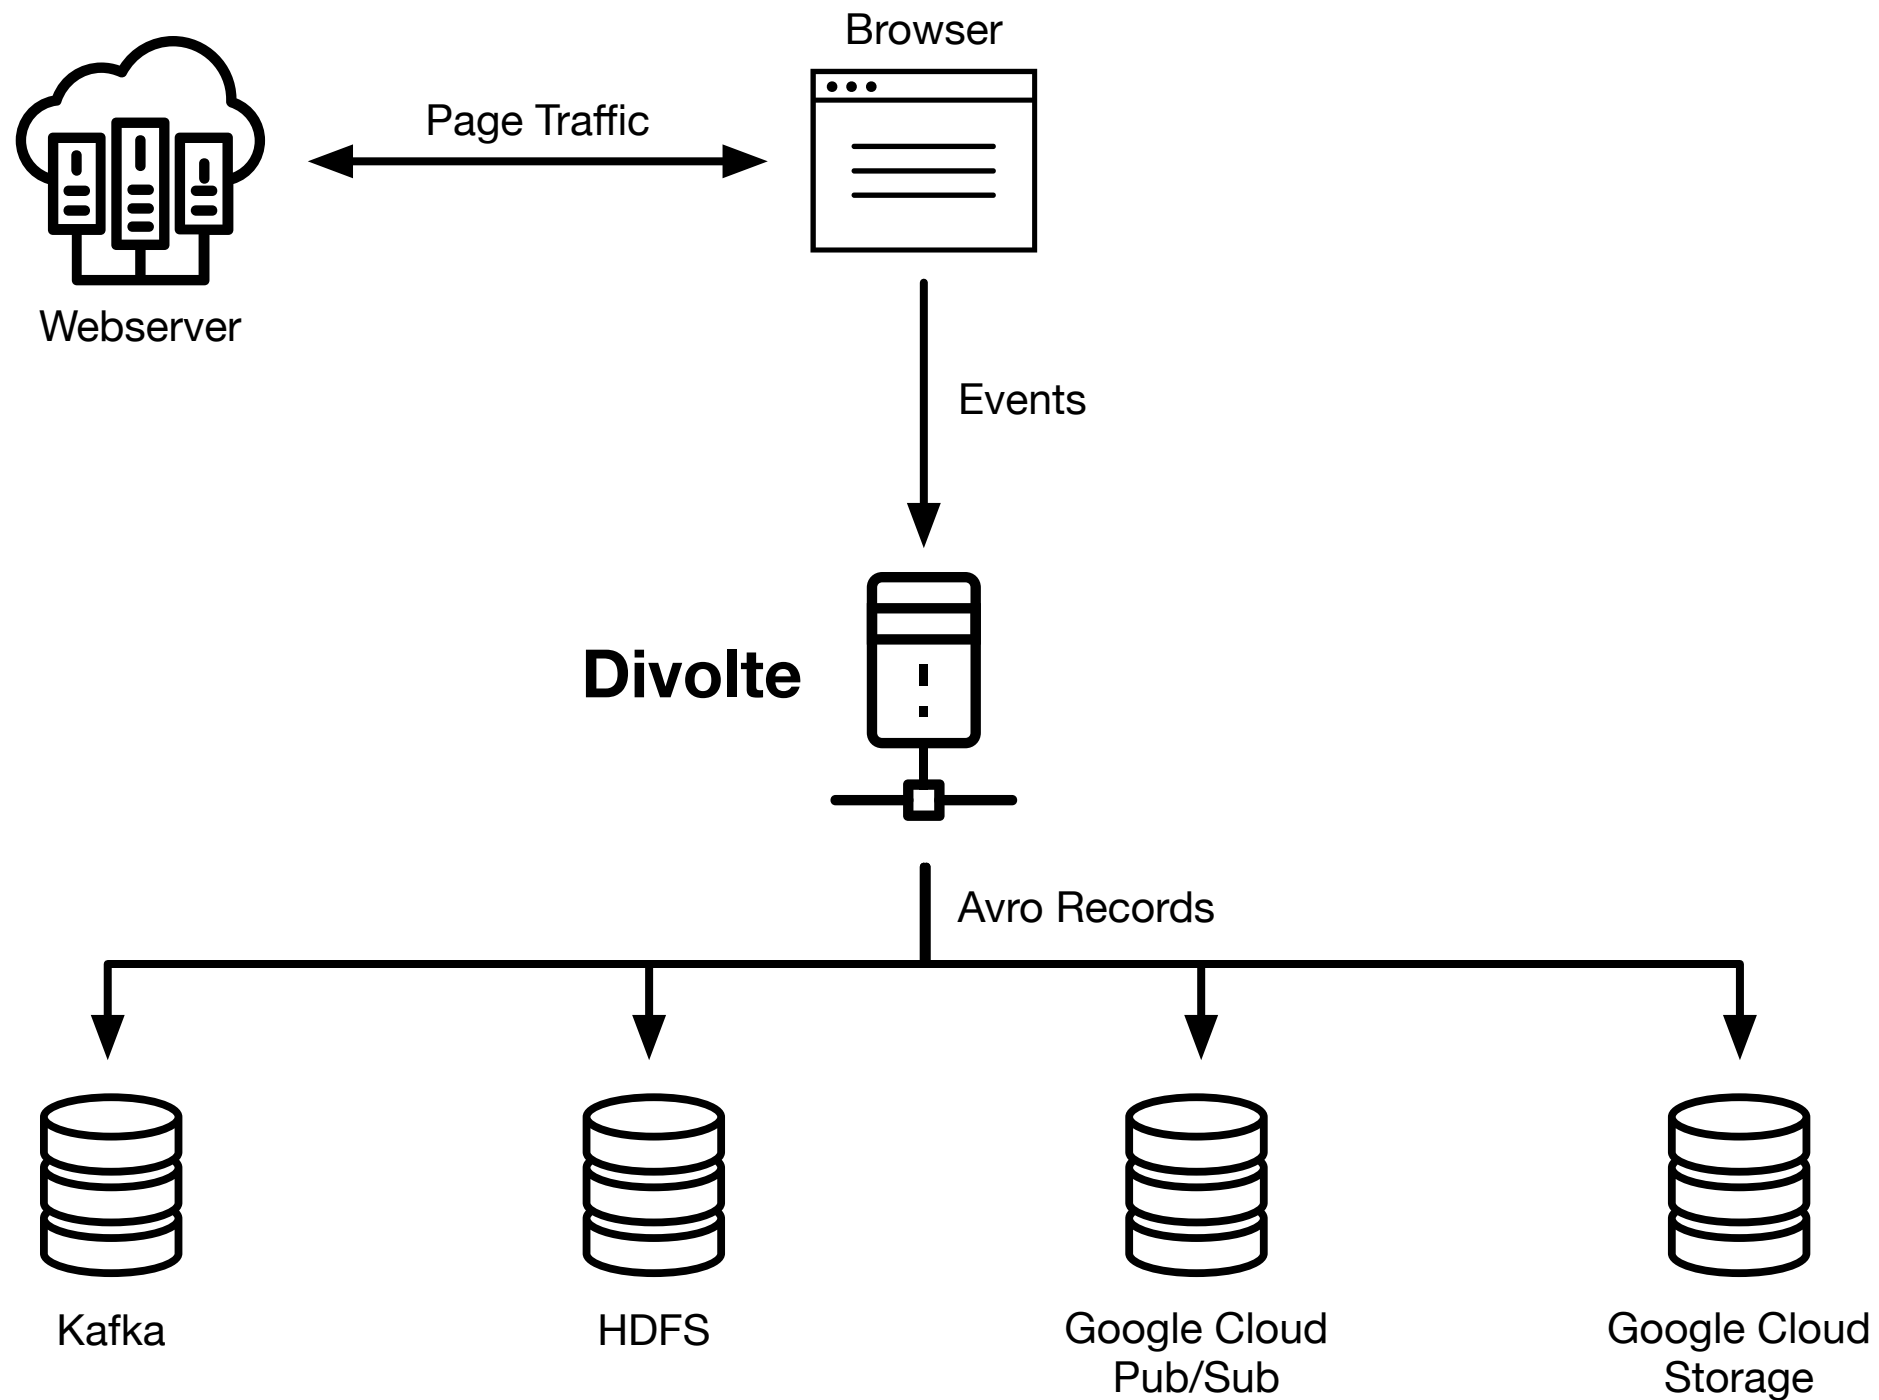 Browser
Page Traffic
Webserver
Events
Divolte
Avro Records
Kafka
HDFS
Google Cloud
Pub/Sub
Google Cloud
Storage